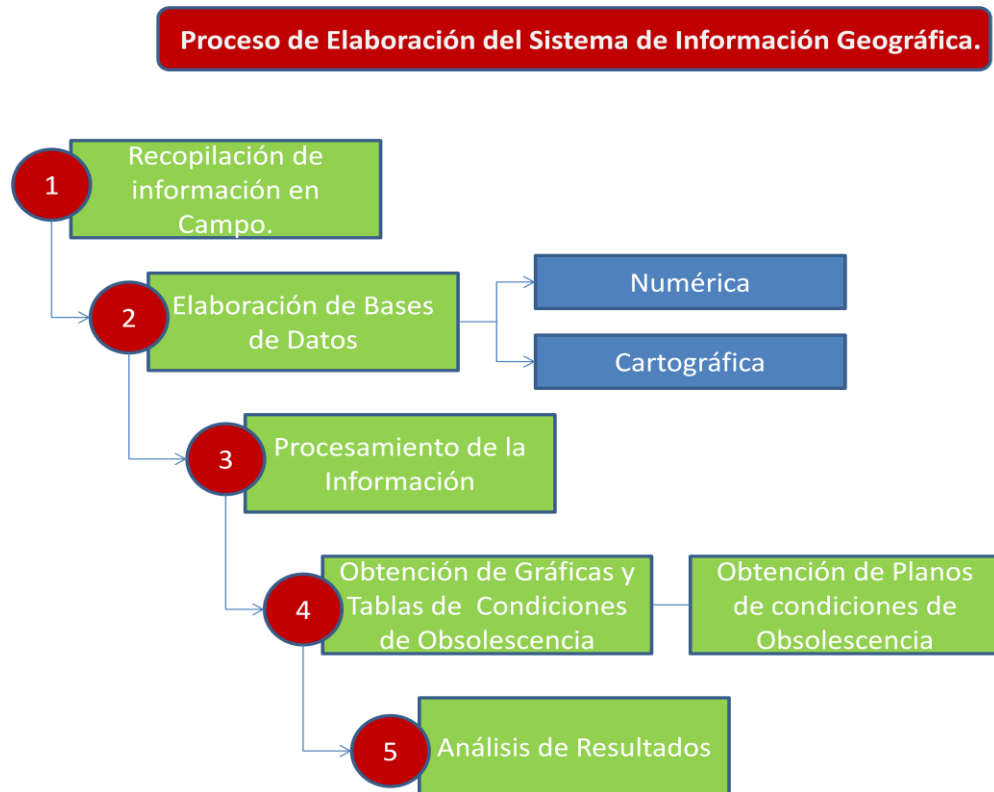 Proceso de Elaboración del Sistema de Información Geográfica.
1
Recopilación de
información en
Campo.
2
Elaboración de Bases
de Datos
Numérica
Cartográfica
3
Procesamiento de la
Información
4
Obtención de Gráficas y
Tablas de Condiciones
de Obsolescencia
Obtención de Planos
de condiciones de
Obsolescencia
5
Análisis de Resultados